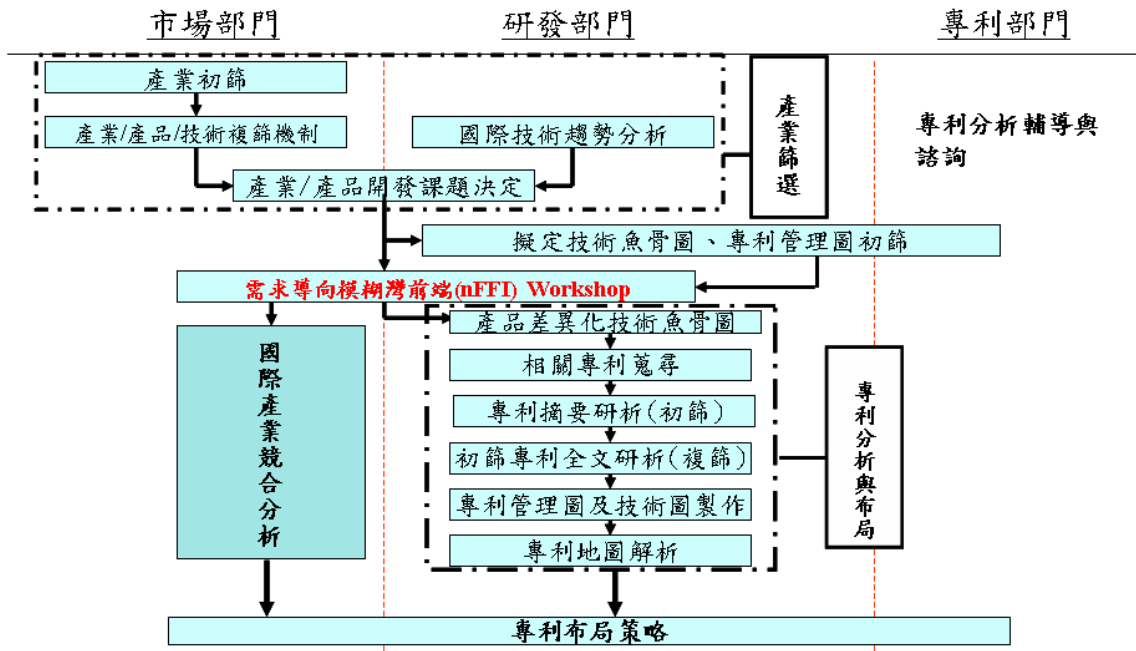 市場部門
研發部門
專利部門
產業初篩
產業/產品/技術複篩機制
國際技術趨勢分析
產業/產品開發課題決定
產業篩選
專利分析輔導與
諮詢
擬定技術魚骨圖、專利管理圖初篩
需求導向模糊灣前端(nFFI) Workshop
國際產業競合分析
產品差異化技術魚骨圖
相關專利蒐尋
專利摘要研析(初篩)
初篩專利全文研析(複篩)
專利管理圖及技術圖製作
專利地圖解析
專利分析與布局
專利布局策略